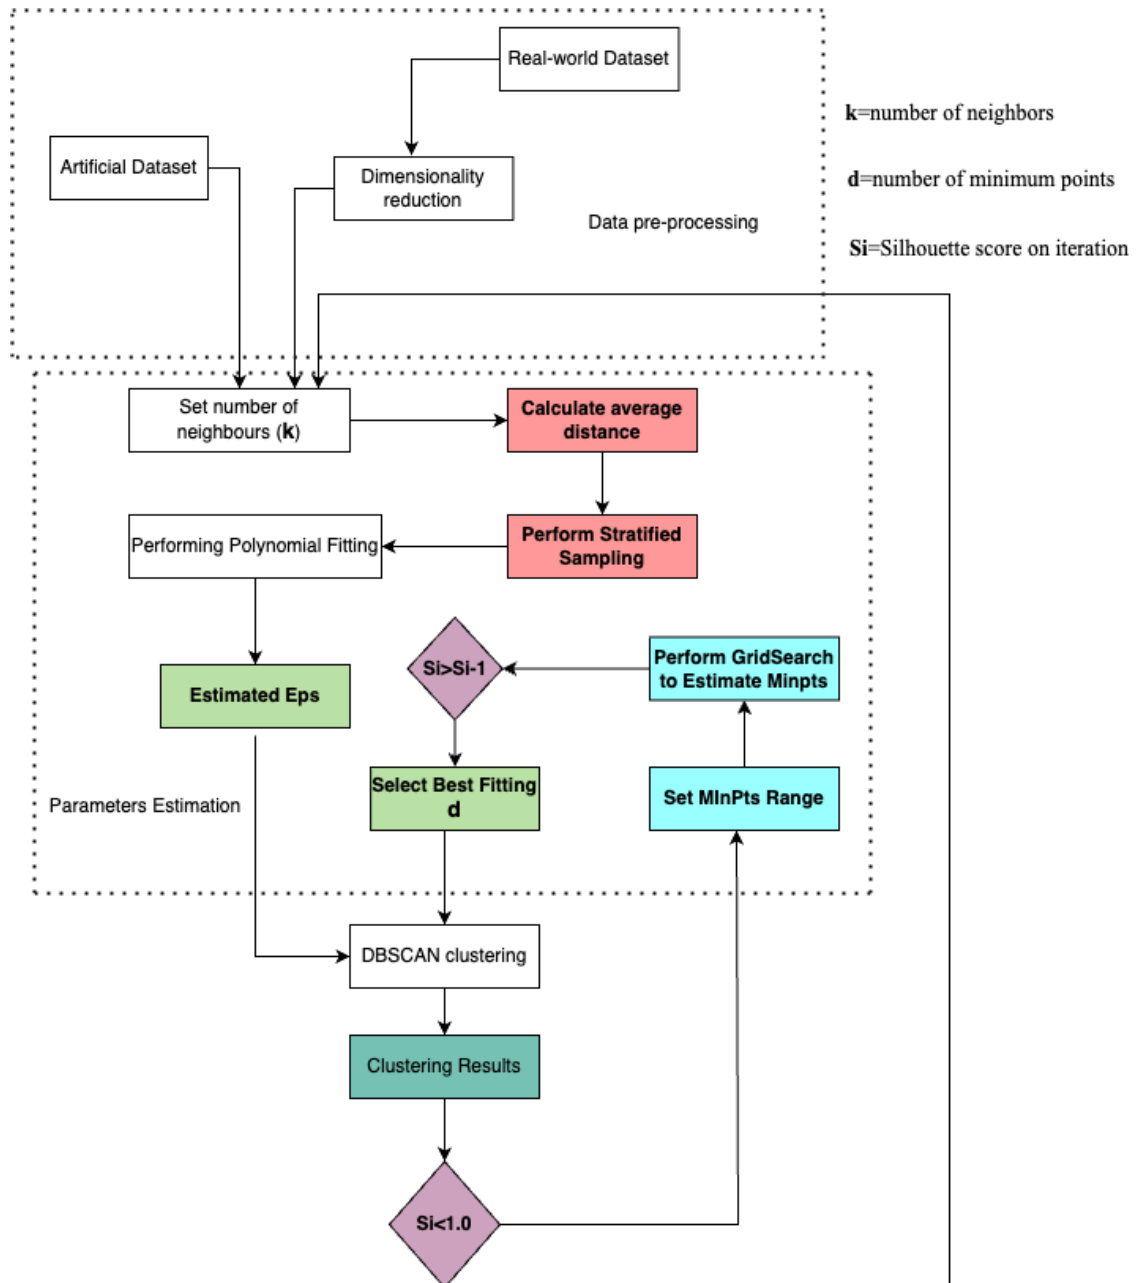 Real-world Dataset
k=number of neighbors
Artificial Dataset
Dimensionality
reduction
d=number of minimum points
Data pre-processing
Si=Silhouette score on iteration
Set number of
neighbours (k)
Calculate average
distance
Performing Polynomial Fitting
Perform Stratified
Sampling
Si>Si-1
Perform GridSearch
to Estimate Minpts
Estimated Eps
Select Best Fitting
d
Set MInPts Range
Parameters Estimation
DBSCAN clustering
Clustering Results
Si<1.0